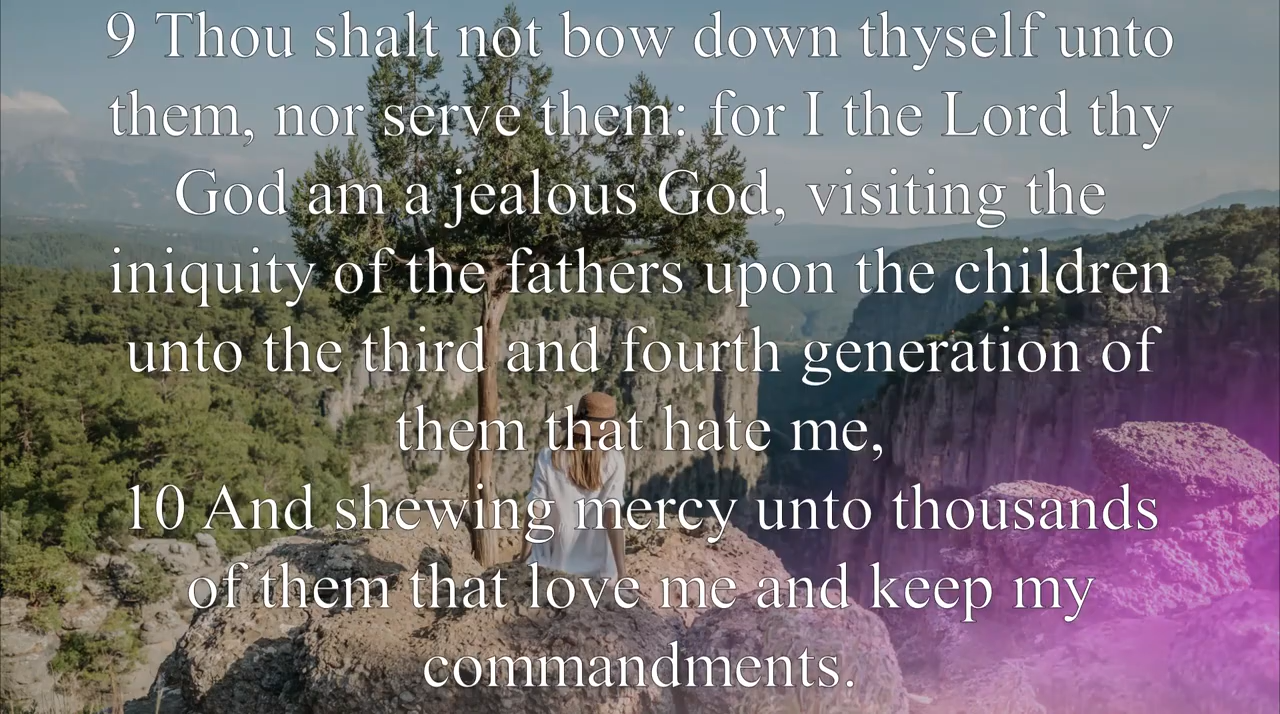 9 Thou shalt not bow down thyself unto
them, nor serve them: for I the Lord thy
God am a jealous God, visiting the
iniquity of the fathers upon the children
unto the third and fourth generation of
them that hate me,
10 And shewing mercy unto thousands
of them that love me and keep my
commandments.